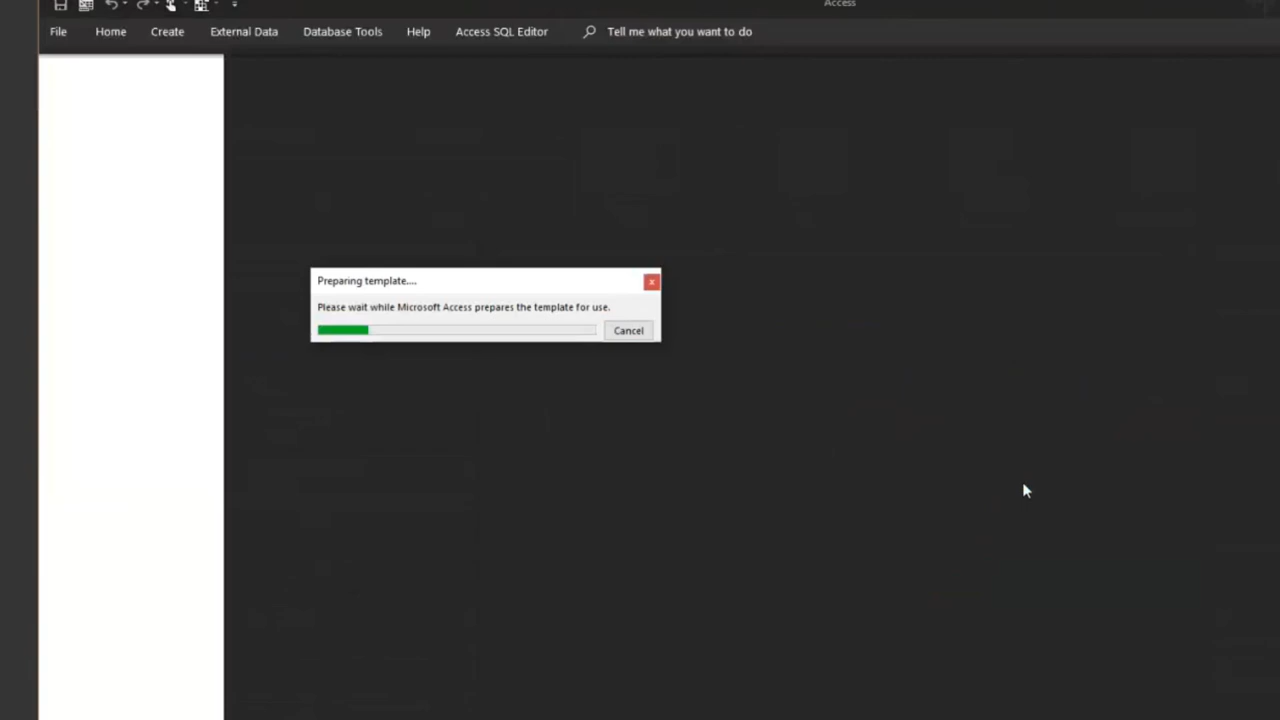 Access
File Home Create External Data Database Tools Help Access SQL Editor Tell me what you want to do
Preparing template....
x
Please wait while Microsoft Access prepares the template for use.
Cancel